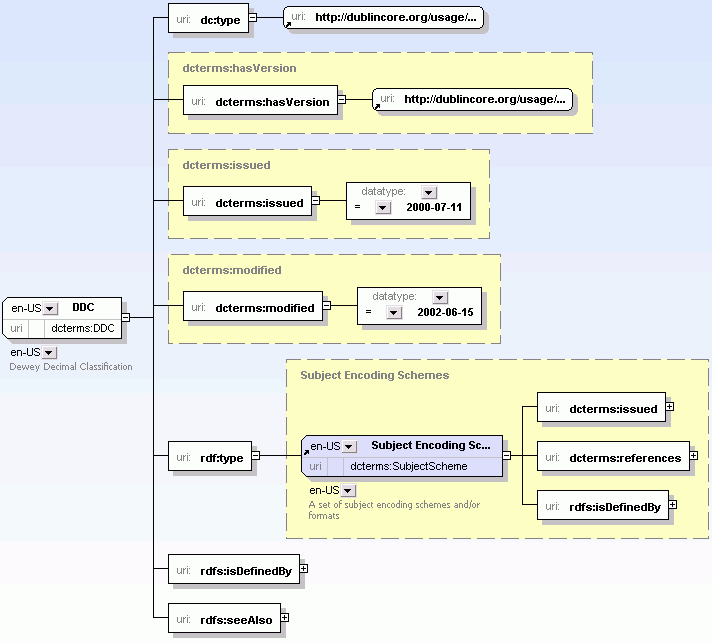 uri: dc:type
uri: http://dublincore.org/usage/...
dcterms:hasVersion
uri: dcterms:hasVersion
uri: http://dublincore.org/usage/...
dcterms:issued
uri: dcterms:issued
datatype:
= 2000-07-11
dcterms:modified
uri: dcterms:modified
datatype:
= 2002-06-15
en-US DDC
uri dcterms:DDC
en-US
Dewey Decimal Classification
Subject Encoding Schemes
uri: rdf:type
en-US Subject Encoding Sc...
uri dcterms:SubjectScheme
en-US
A set of subject encoding schemes and/or
formats
uri: dcterms:issued
uri: dcterms:references
uri: rdfs:isDefinedBy
uri: rdfs:isDefinedBy
uri: rdfs:seeAlso